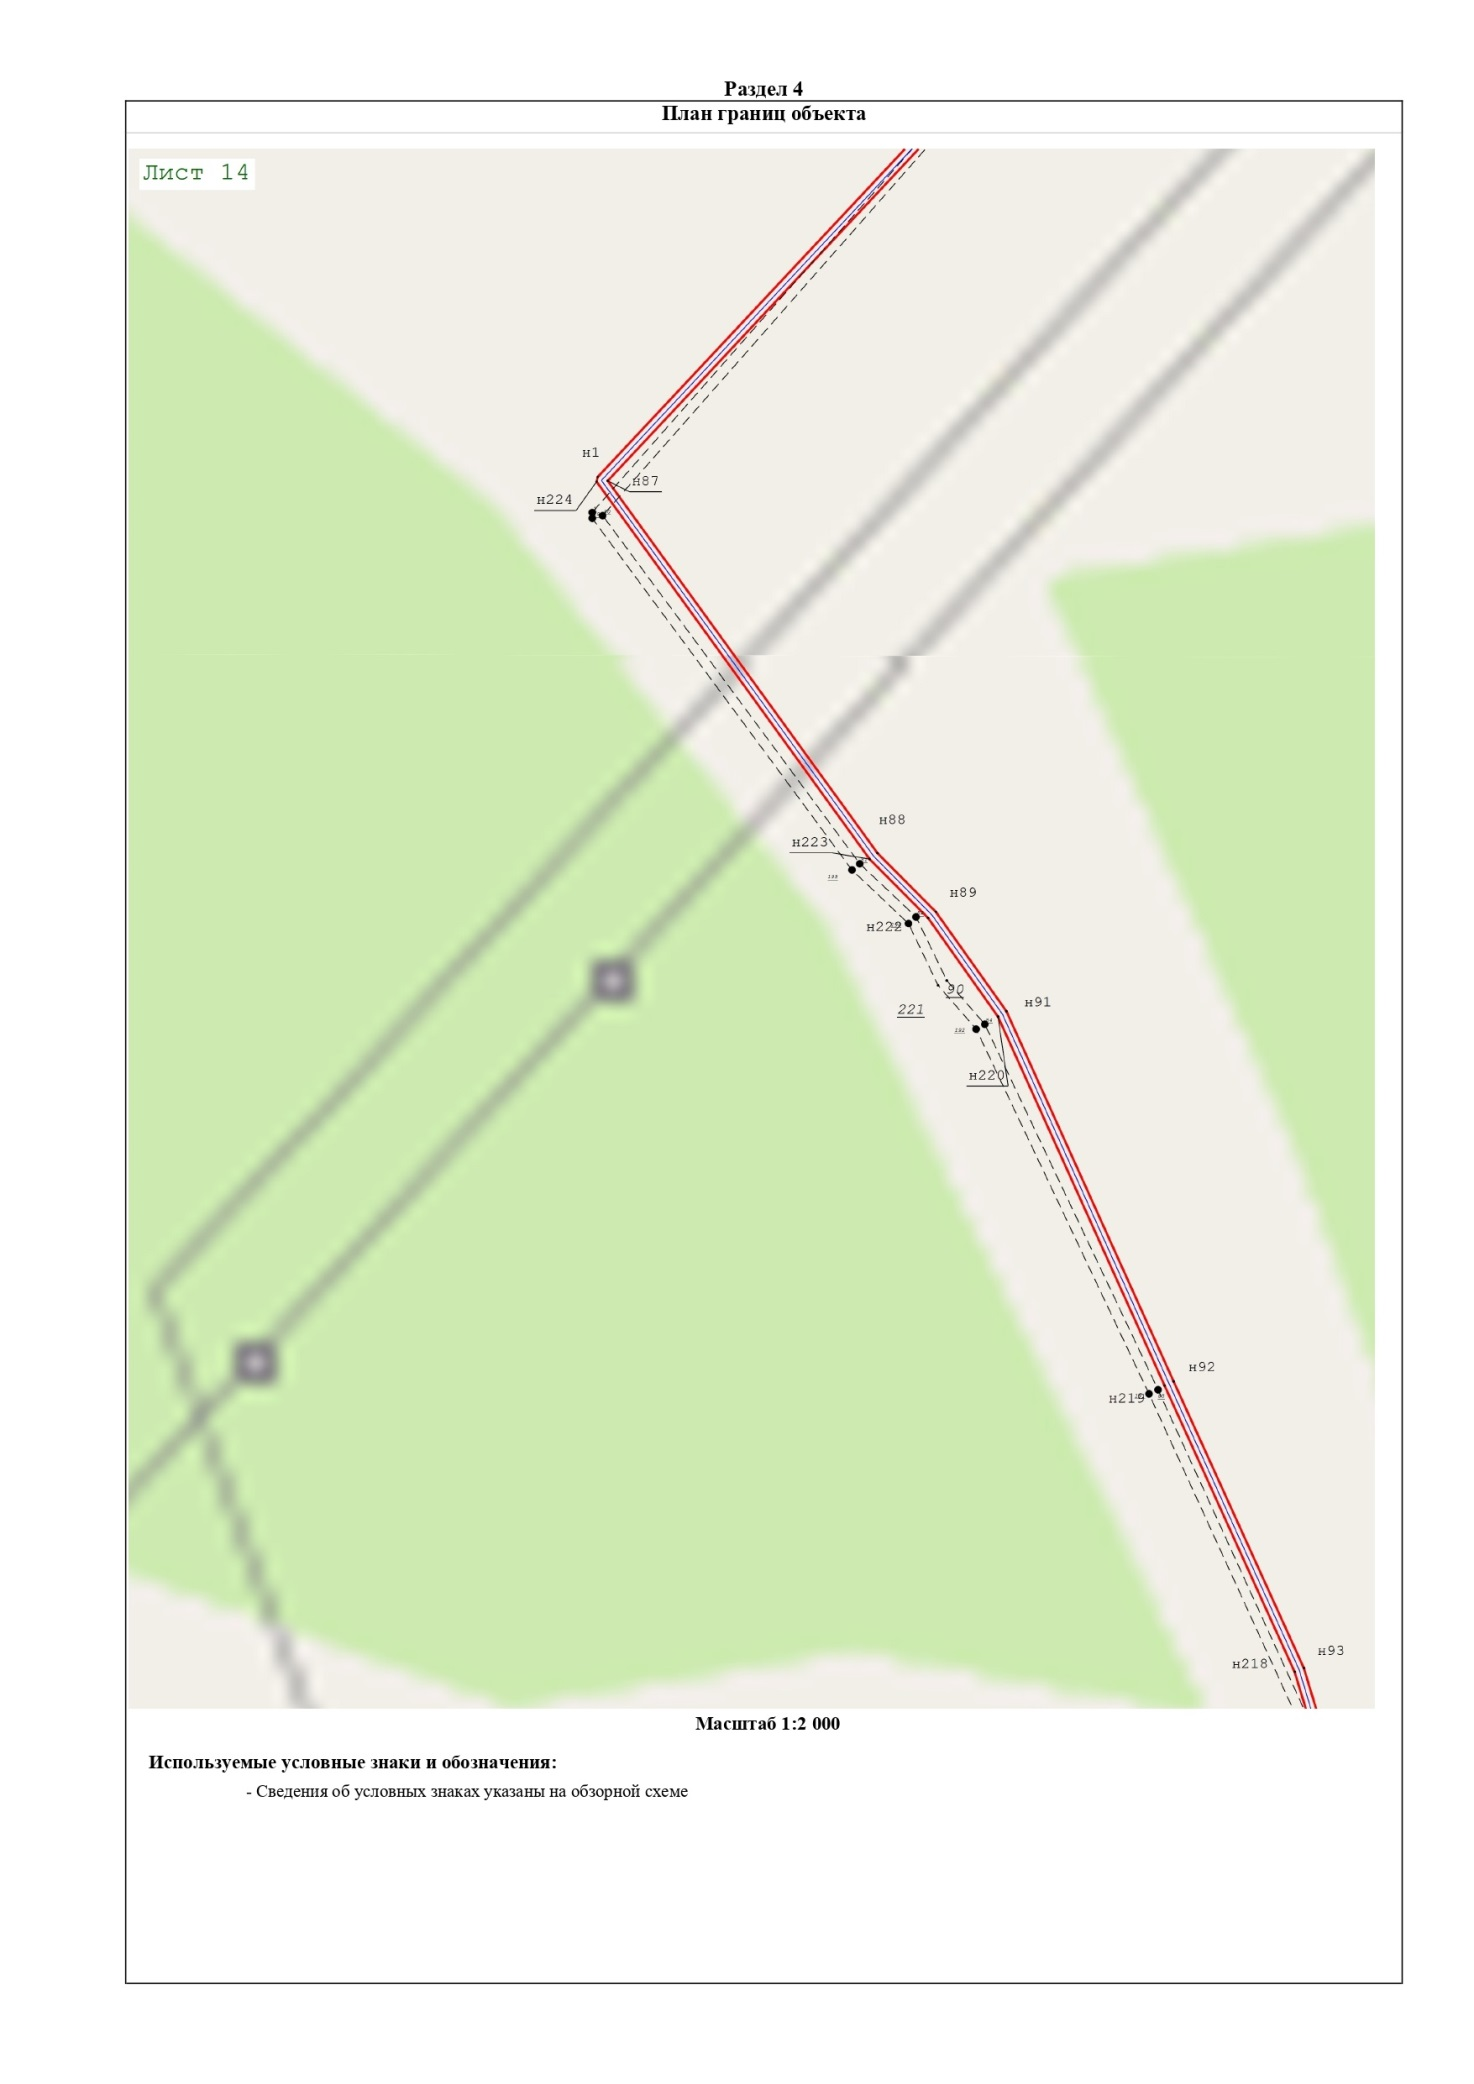 Раздел 4
План границ объекта
Лист 14
н1
н87
н224
н88
н223
н89
н222
90
н91
221
н220
н92
н219
н93
н218
Масштаб 1:2 000
Используемые условные знаки и обозначения:
- Сведения об условных знаках указаны на обзорной схеме